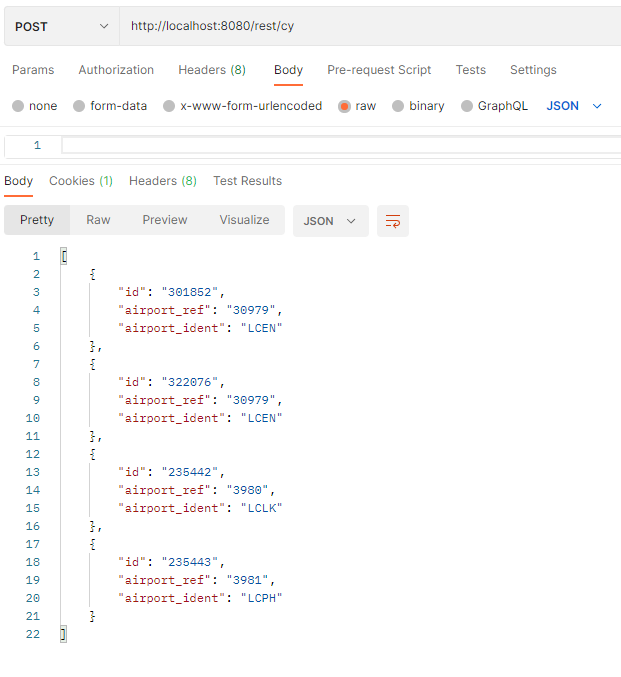 POST http://localhost:8080/rest/cy
Params Authorization Headers (8) Body Pre-request Script Tests Settings
none form-data x-www-form-urlencoded raw binary GraphQL JSON
1
Body Cookies (1) Headers (8) Test Results
Pretty Raw Preview Visualize JSON
1 [
2 {
3 "id": "301852",
4 "airport_ref": "30979",
5 "airport_ident": "LCEN"
6 },
7 {
8 "id": "322076",
9 "airport_ref": "30979",
10 "airport_ident": "LCEN"
11 },
12 {
13 "id": "235442",
14 "airport_ref": "3980",
15 "airport_ident": "LCLK"
16 },
17 {
18 "id": "235443",
19 "airport_ref": "3981",
20 "airport_ident": "LCPH"
21 }
22 ]